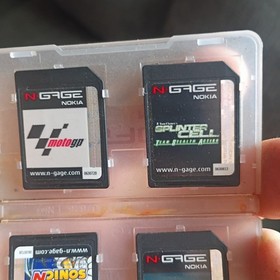 N·GAGE
NOKIA
motogp
www.n-gage.com
N·GAGE
NOKIA
SPLINTER
CELL
TEAM STEALTH ACTION
www.n-gage.com
www.n-gage.com
SONIC N